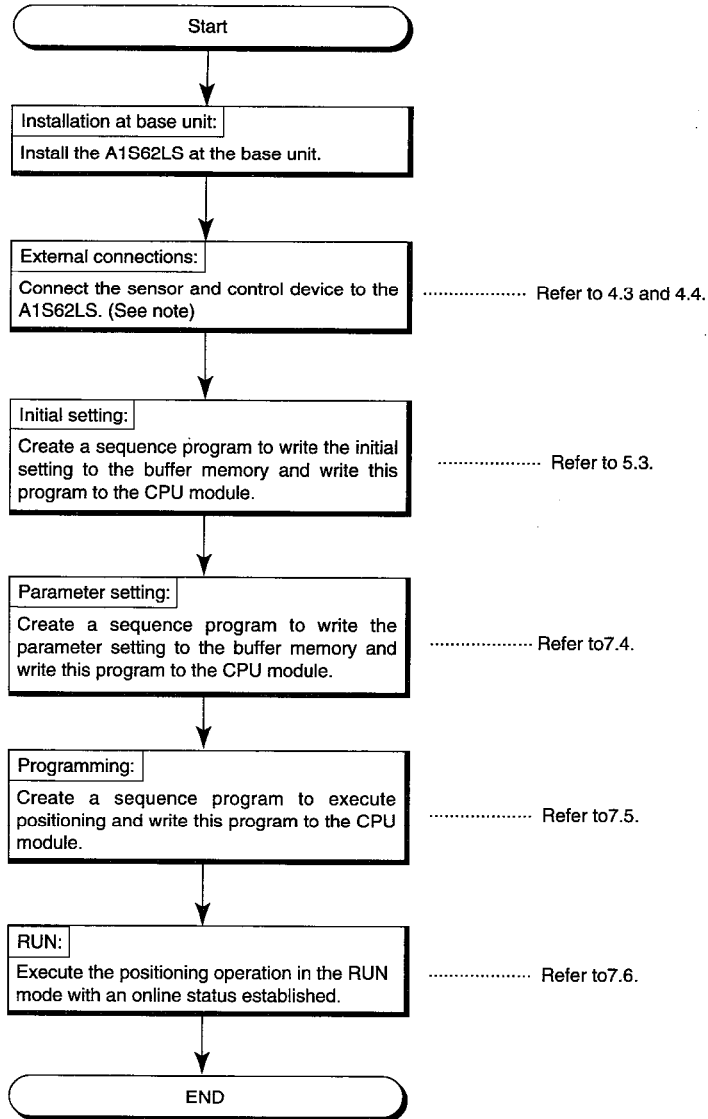 Start
Installation at base unit:
Install the A1S62LS at the base unit.
External connections:
Connect the sensor and control device to the
A1S62LS. (See note)
Refer to 4.3 and 4.4.
Initial setting:
Create a sequence program to write the initial
setting to the buffer memory and write this
program to the CPU module.
Refer to 5.3.
Parameter setting:
Create a sequence program to write the
parameter setting to the buffer memory and
write this program to the CPU module.
Refer to7.4.
Programming:
Create a sequence program to execute
positioning and write this program to the CPU
module.
Refer to7.5.
RUN:
Execute the positioning operation in the RUN
mode with an online status established.
Refer to7.6.
END